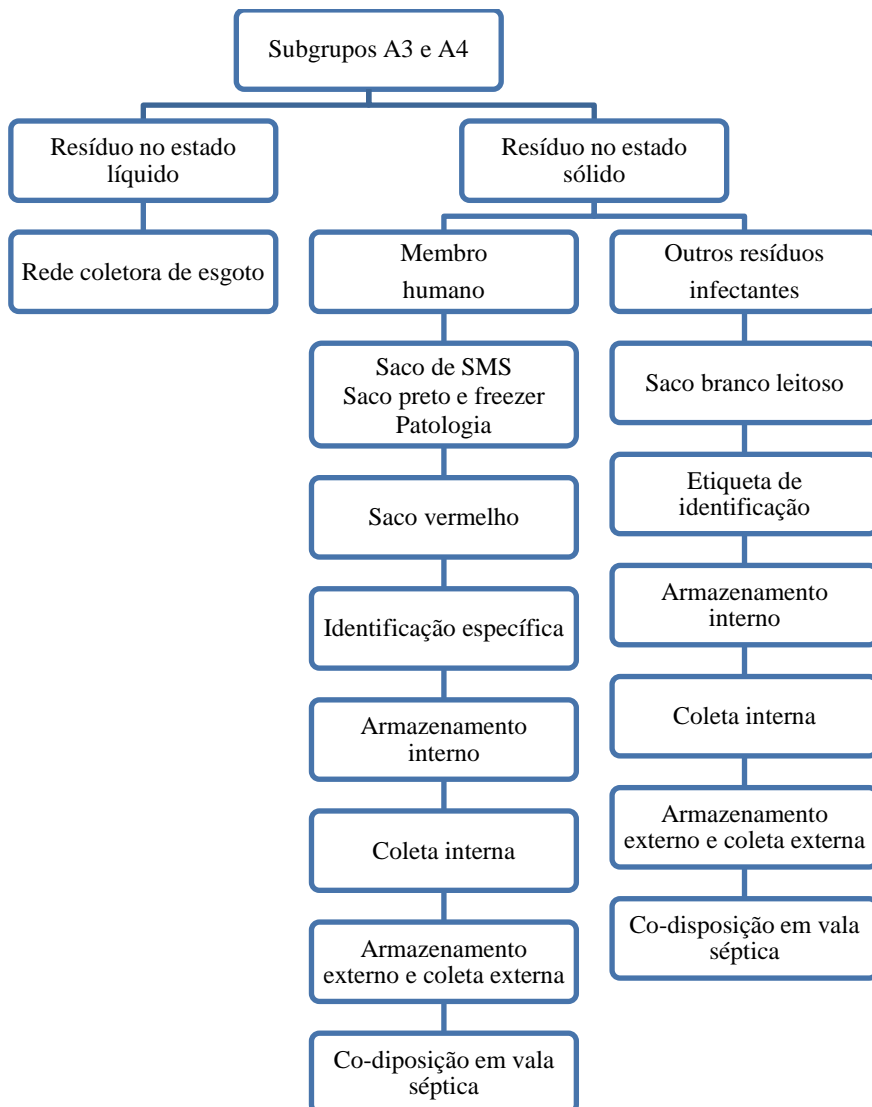 Subgrupos A3 e A4
Resíduo no estado
líquido
Rede coletora de esgoto
Resíduo no estado
sólido
Membro
humano
Saco de SMS
Saco preto e freezer
Patologia
Saco vermelho
Identificação específica
Armazenamento
interno
Coleta interna
Armazenamento
externo e coleta externa
Co-diposição em vala
séptica
Outros resíduos
infectantes
Saco branco leitoso
Etiqueta de
identificação
Armazenamento
interno
Coleta interna
Armazenamento
externo e coleta externa
Co-disposição em vala
séptica